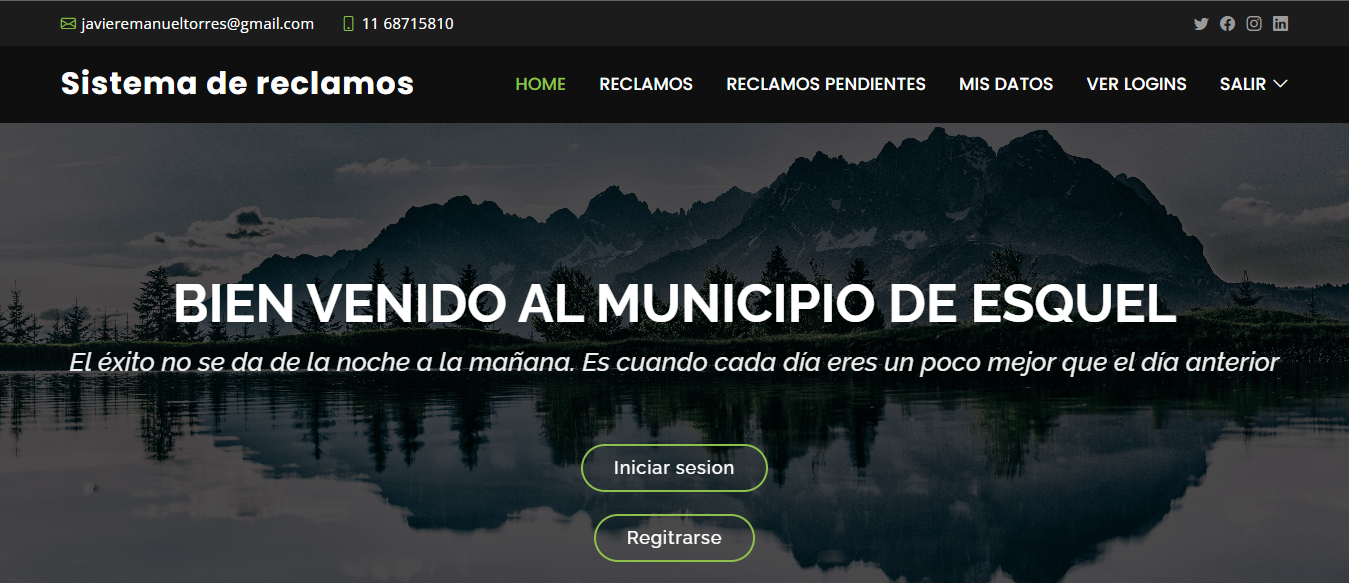 javieremanueltorres@gmail.com 11 68715810
Sistema de reclamos HOME RECLAMOS RECLAMOS PENDIENTES MIS DATOS VER LOGINS SALIR
BIEN VENIDO AL MUNICIPIO DE ESQUEL
El éxito no se da de la noche a la mañana. Es cuando cada día eres un poco mejor que el día anterior
Iniciar sesion
Regitrarse